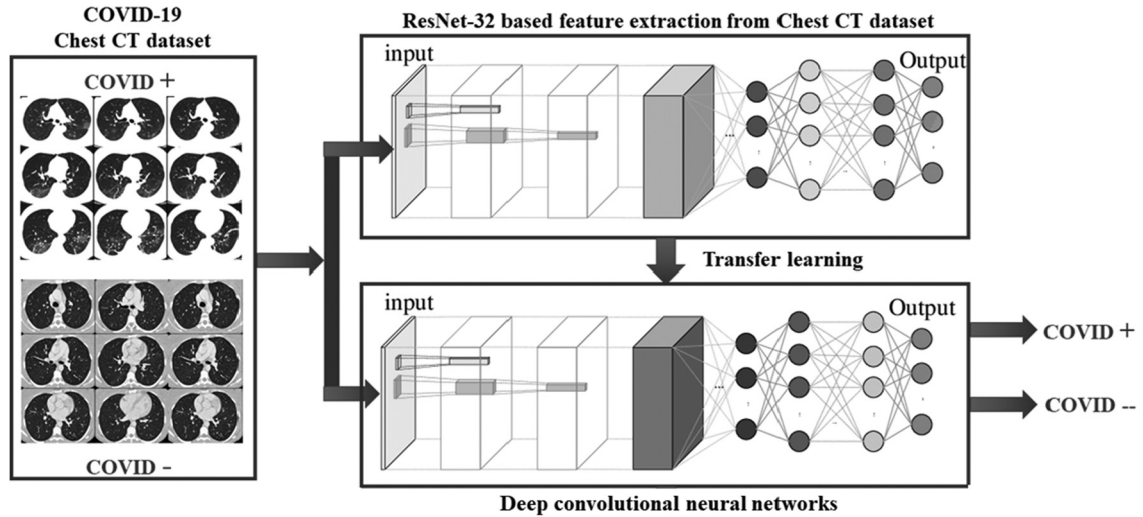 COVID-19
Chest CT dataset
COVID +
COVID -
ResNet-32 based feature extraction from Chest CT dataset
input
Output
...
Transfer learning
input
Output
...
COVID +
COVID --
Deep convolutional neural networks